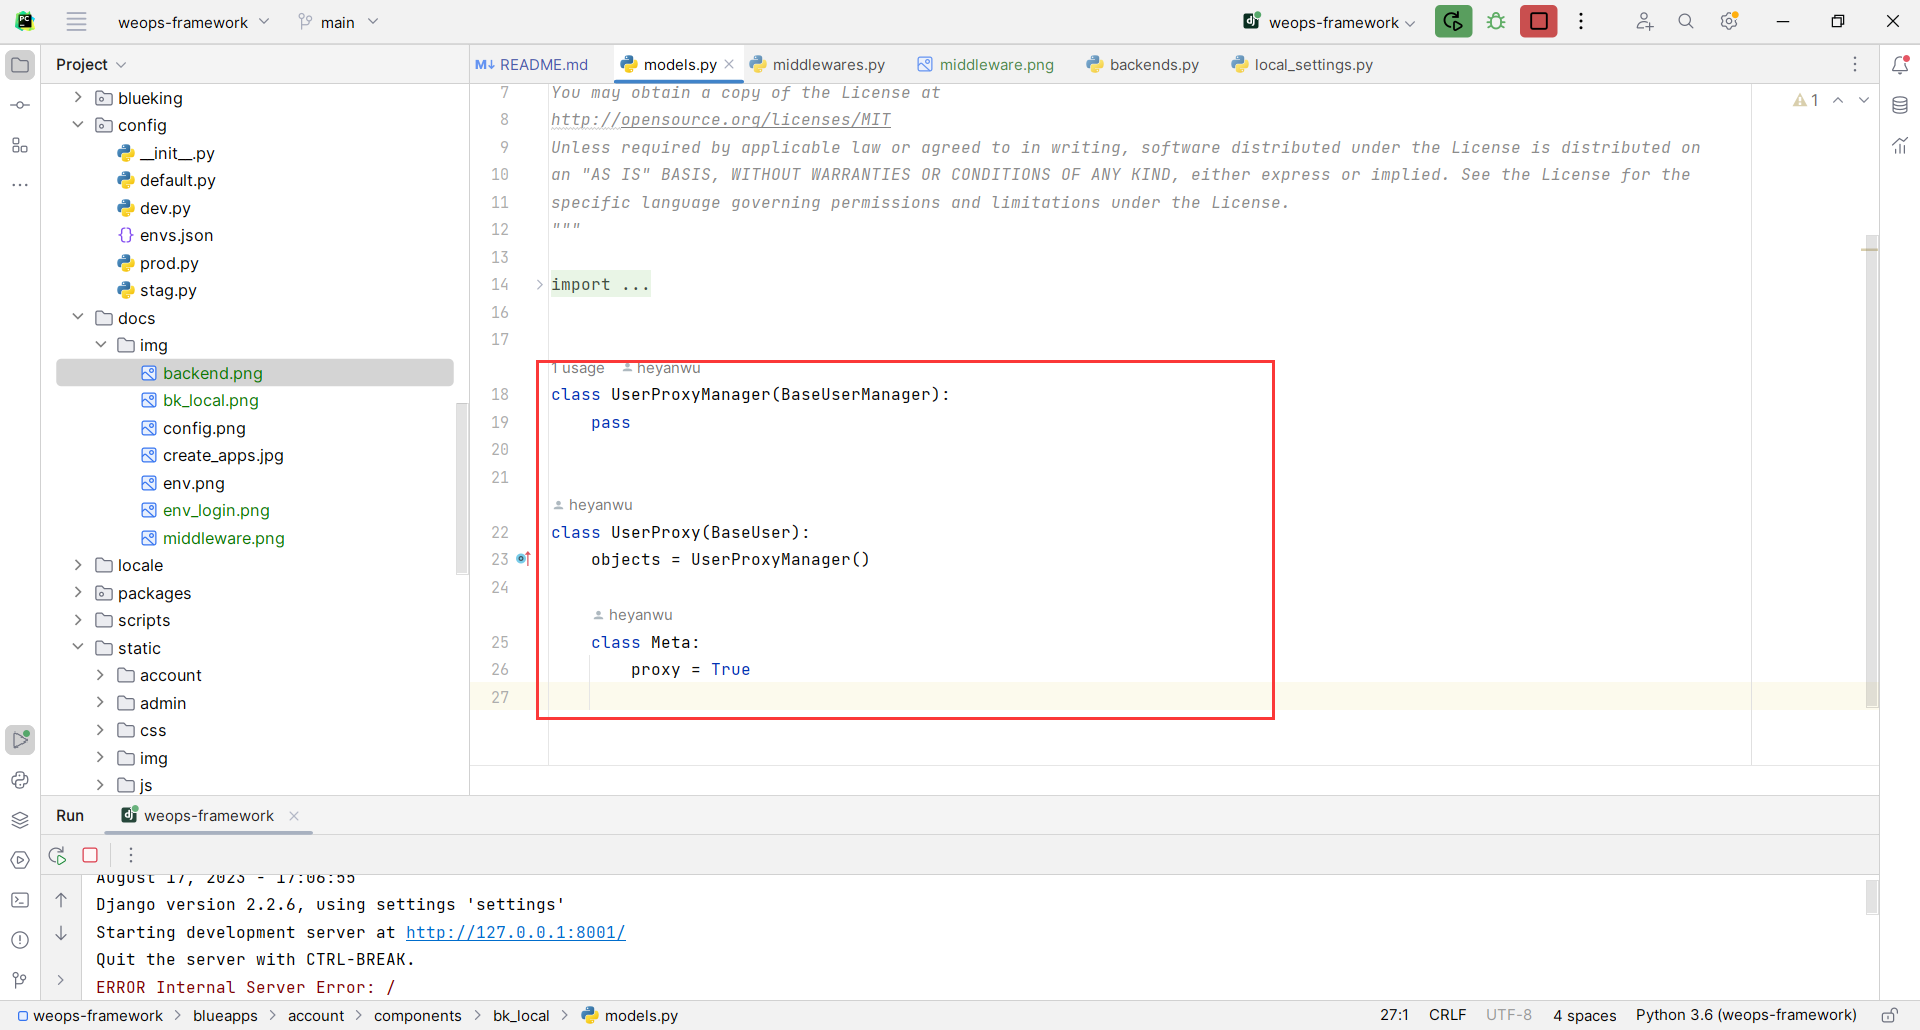 weops-framework
main
weops-framework
Project
README.md
models.py
middlewares.py
middleware.png
backends.py
local_settings.py
blueking
config
__init__.py
default.py
dev.py
envs.json
prod.py
stag.py
docs
img
backend.png
bk_local.png
config.png
create_apps.jpg
env.png
env_login.png
middleware.png
locale
packages
scripts
static
account
admin
css
img
js
1
7 You may obtain a copy of the License at
8 http://opensource.org/licenses/MIT
9 Unless required by applicable law or agreed to in writing, software distributed under the License is distributed on
10 an "AS IS" BASIS, WITHOUT WARRANTIES OR CONDITIONS OF ANY KIND, either express or implied. See the License for the
11 specific language governing permissions and limitations under the License.
12 """
13
14 import ...
16
17
1 usage heyanwu
18 class UserProxyManager(BaseUserManager):
19 pass
20
21
heyanwu
22 class UserProxy(BaseUser):
23 objects = UserProxyManager()
24
heyanwu
25 class Meta:
26 proxy = True
27
Run weops-framework
August 17, 2023 - 17:06:55
Django version 2.2.6, using settings 'settings'
Starting development server at http://127.0.0.1:8001/
Quit the server with CTRL-BREAK.
ERROR Internal Server Error: /
weops-framework > blueapps > account > components > bk_local > models.py
27:1 CRLF UTF-8 4 spaces Python 3.6 (weops-framework)